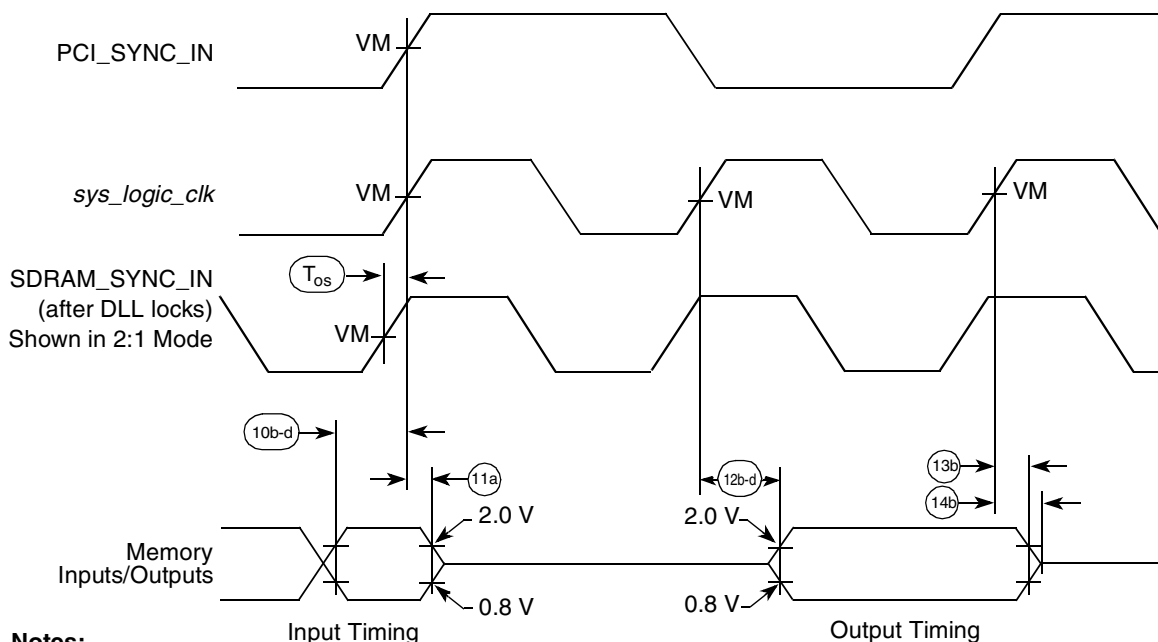 PCI_SYNC_IN
VM
sys_logic_clk
VM
VM
VM
SDRAM_SYNC_IN
(after DLL locks)
Shown in 2:1 Mode
Tos
VM
10b-d
11a
12b-d
13b
14b
2.0 V
2.0 V
Memory
Inputs/Outputs
0.8 V
0.8 V
Input Timing
Output Timing
Notes: